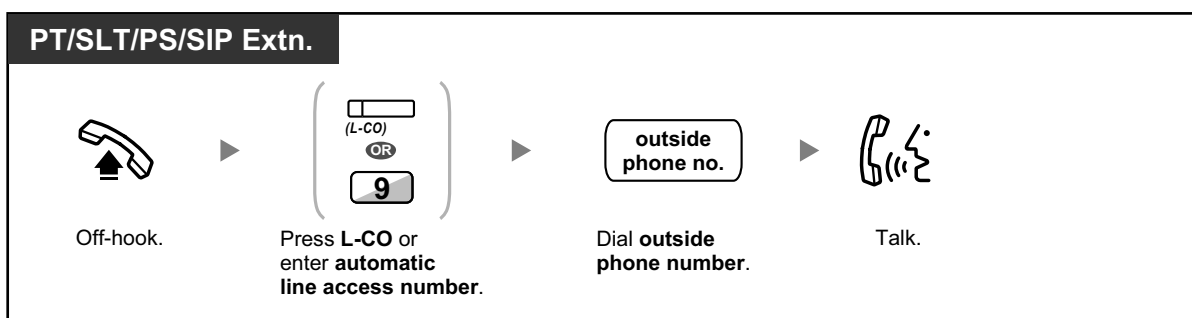 PT/SLT/PS/SIP Extn.
(L-CO)
OR
9
outside
phone no.
Off-hook.
Press L-CO or
enter automatic
line access number.
Dial outside
phone number.
Talk.